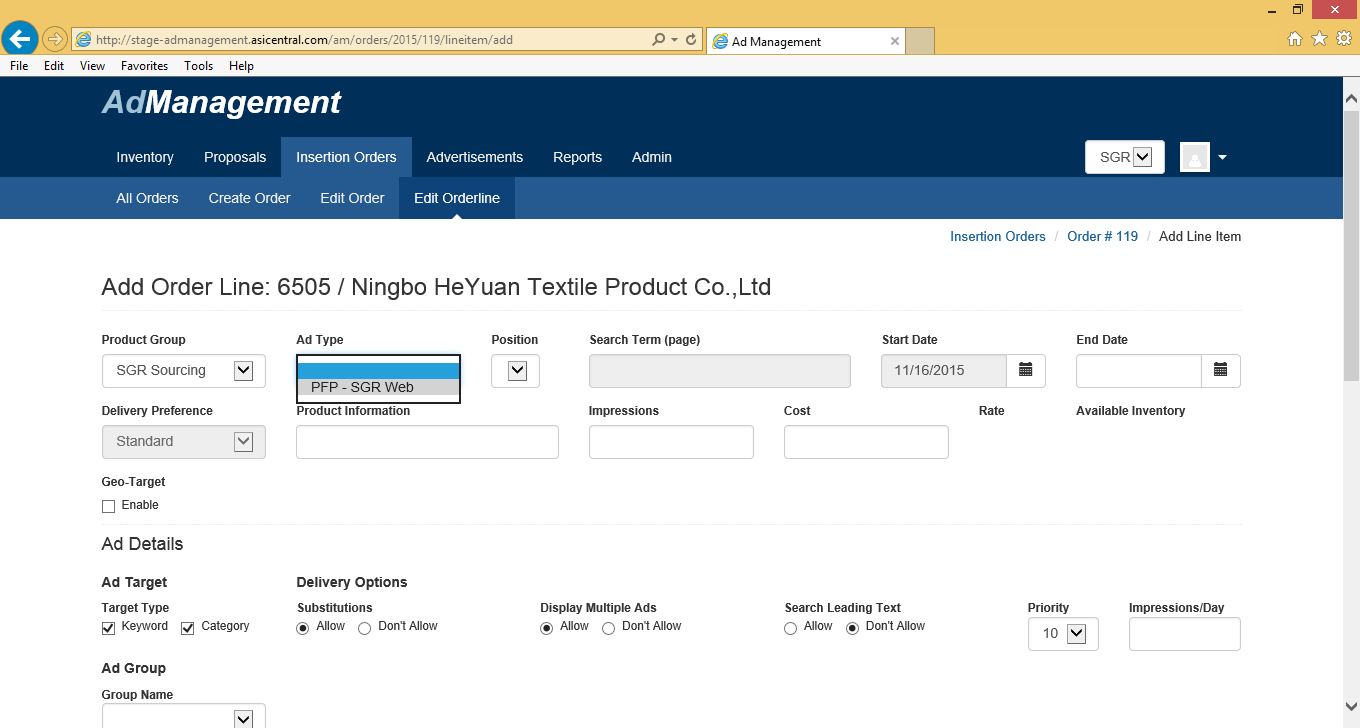 http://stage-admanagement.asicentral.com/am/orders/2015/119/lineitem/add
Ad Management
File Edit View Favorites Tools Help
AdManagement
Inventory Proposals Insertion Orders Advertisements Reports Admin SGR
All Orders Create Order Edit Order Edit Orderline
Insertion Orders / Order # 119 / Add Line Item
Add Order Line: 6505 / Ningbo HeYuan Textile Product Co.,Ltd
Product Group Ad Type Position Search Term (page) Start Date End Date
SGR Sourcing 11/16/2015
PFP - SGR Web
Delivery Preference Product Information Impressions Cost Rate Available Inventory
Standard
Geo-Target
Enable
Ad Details
Ad Target Delivery Options
Target Type Substitutions Display Multiple Ads Search Leading Text Priority Impressions/Day
Keyword Category Allow Don't Allow Allow Don't Allow Allow Don't Allow
10
Ad Group
Group Name